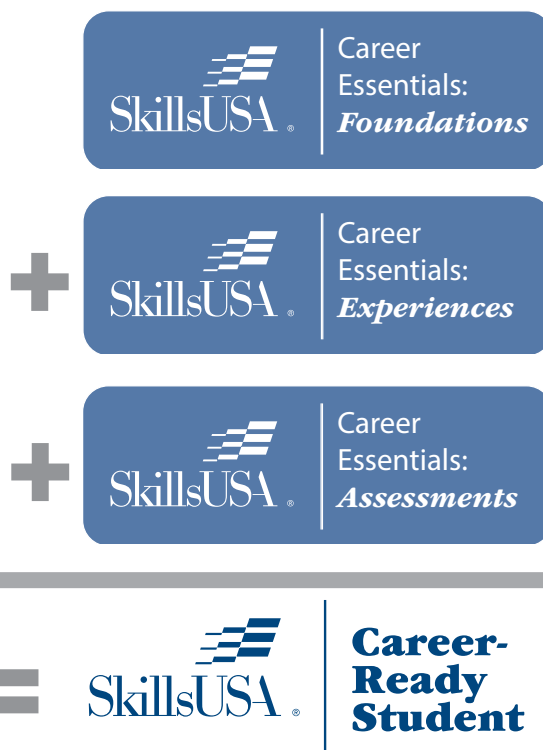 SkillsUSA®
Career
Essentials:
Foundations
+
SkillsUSA®
Career
Essentials:
Experiences
+
SkillsUSA®
Career
Essentials:
Assessments
=
SkillsUSA®
Career-
Ready
Student